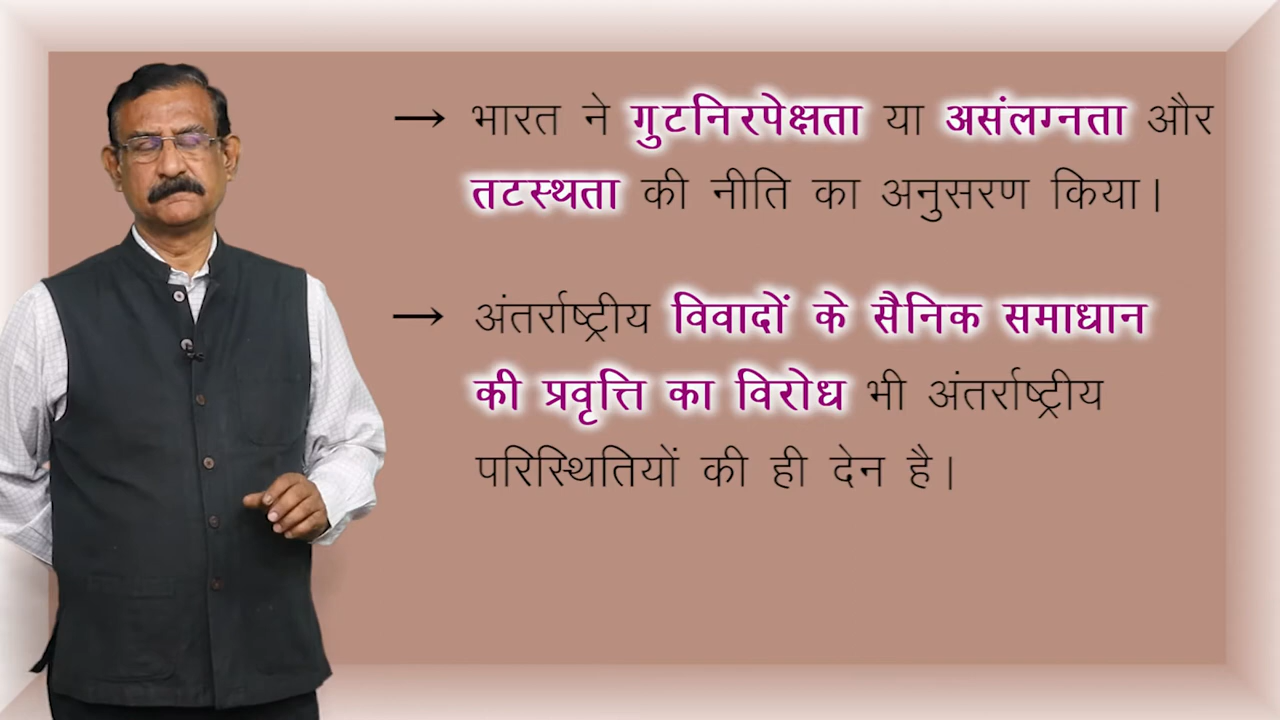 → भारत ने गुटनिरपेक्षता या असंलग्नता और
तटस्थता की नीति का अनुसरण किया।
→ अंतर्राष्ट्रीय विवादों के सैनिक समाधान
की प्रवृत्ति का विरोध भी अंतर्राष्ट्रीय
परिस्थितियों की ही देन है।